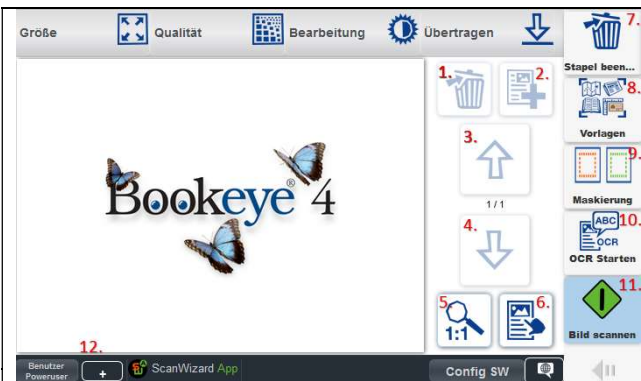 Größe Qualität Bearbeitung Übertragen
7.
Stapel been...
1. 2.
8.
Vorlagen
3.
9.
Maskierung
1 / 1
Bookeye® 4
4.
ABC 10.
OCR
OCR Starten
5. 6.
1:1
11.
Bild scannen
12.
Benutzer
Poweruser
+
ScanWizard App
Config SW